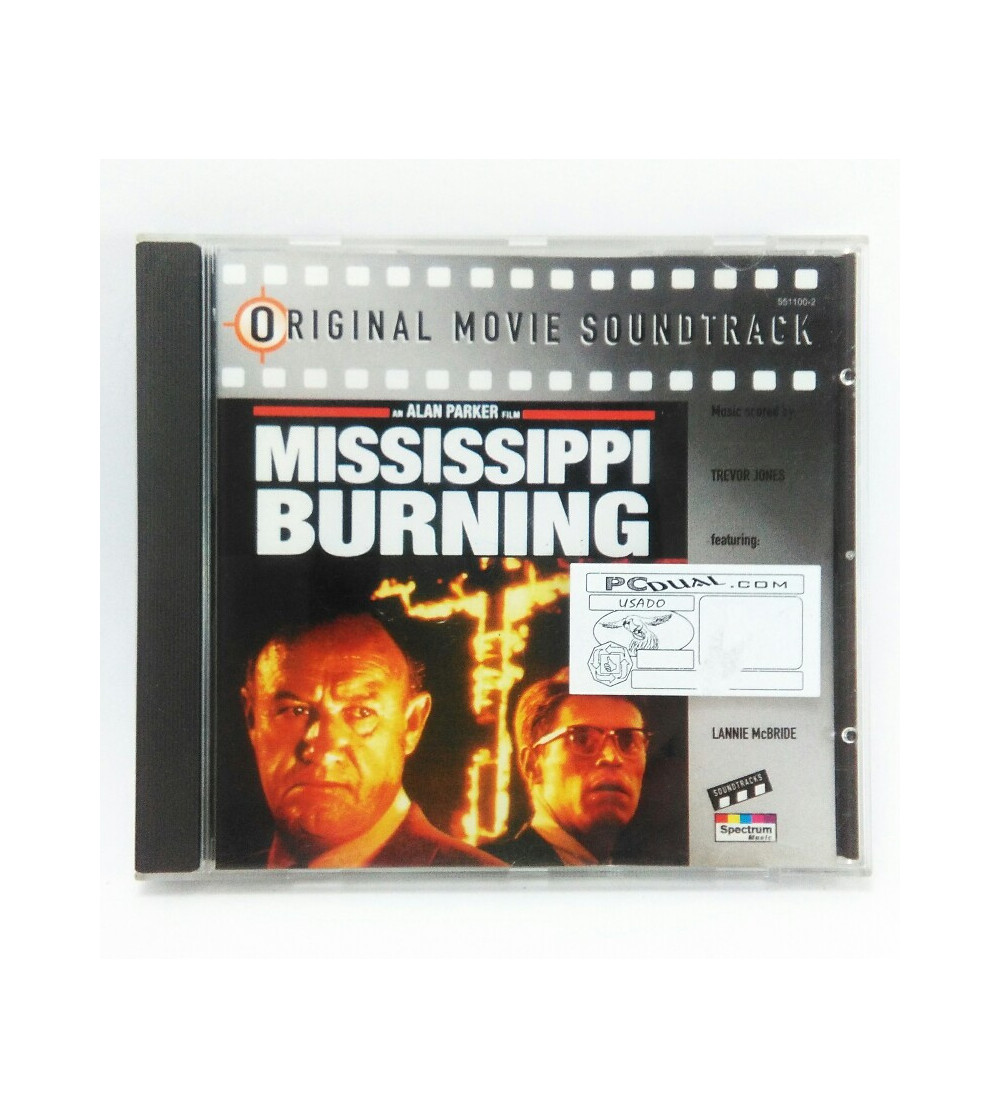 551100-2
ORIGINAL MOVIE SOUNDTRACK
AN ALAN PARKER FILM
MISSISSIPPI
BURNING
Music scored by:
TREVOR JONES
featuring:
PCDUAL.COM
USADO
LANNIE McBRIDE
SOUNDTRACKS
Spectrum
Music